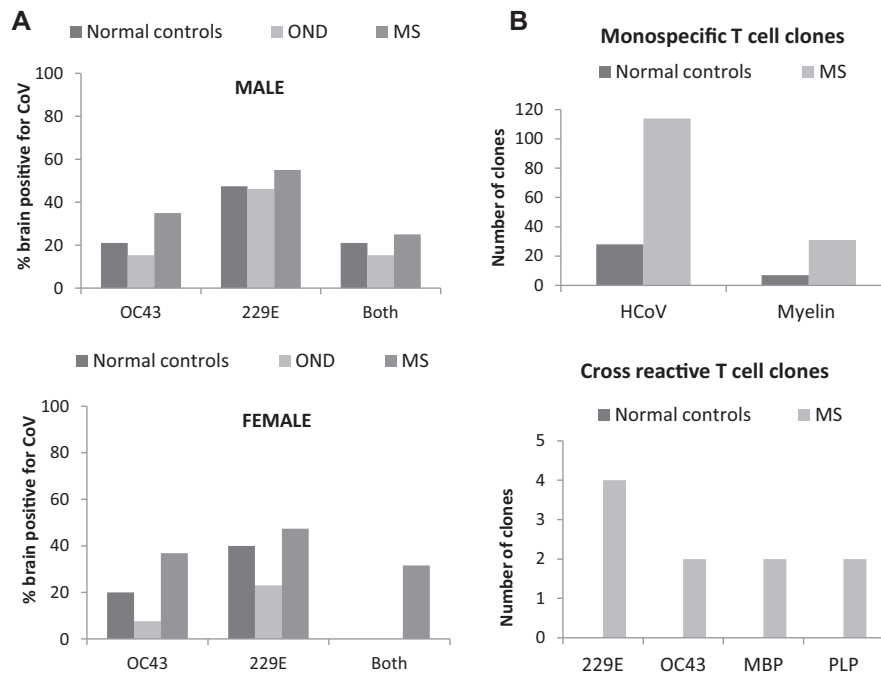 A
Normal controls OND MS
MALE
% brain positive for CoV
100
80
60
40
20
0
OC43 229E Both
Normal controls OND MS
FEMALE
% brain positive for CoV
100
80
60
40
20
0
OC43 229E Both
B
Monospecific T cell clones
Normal controls MS
Number of clones
120
100
80
60
40
20
0
HCoV Myelin
Cross reactive T cell clones
Normal controls MS
Number of clones
5
4
3
2
1
0
229E OC43 MBP PLP